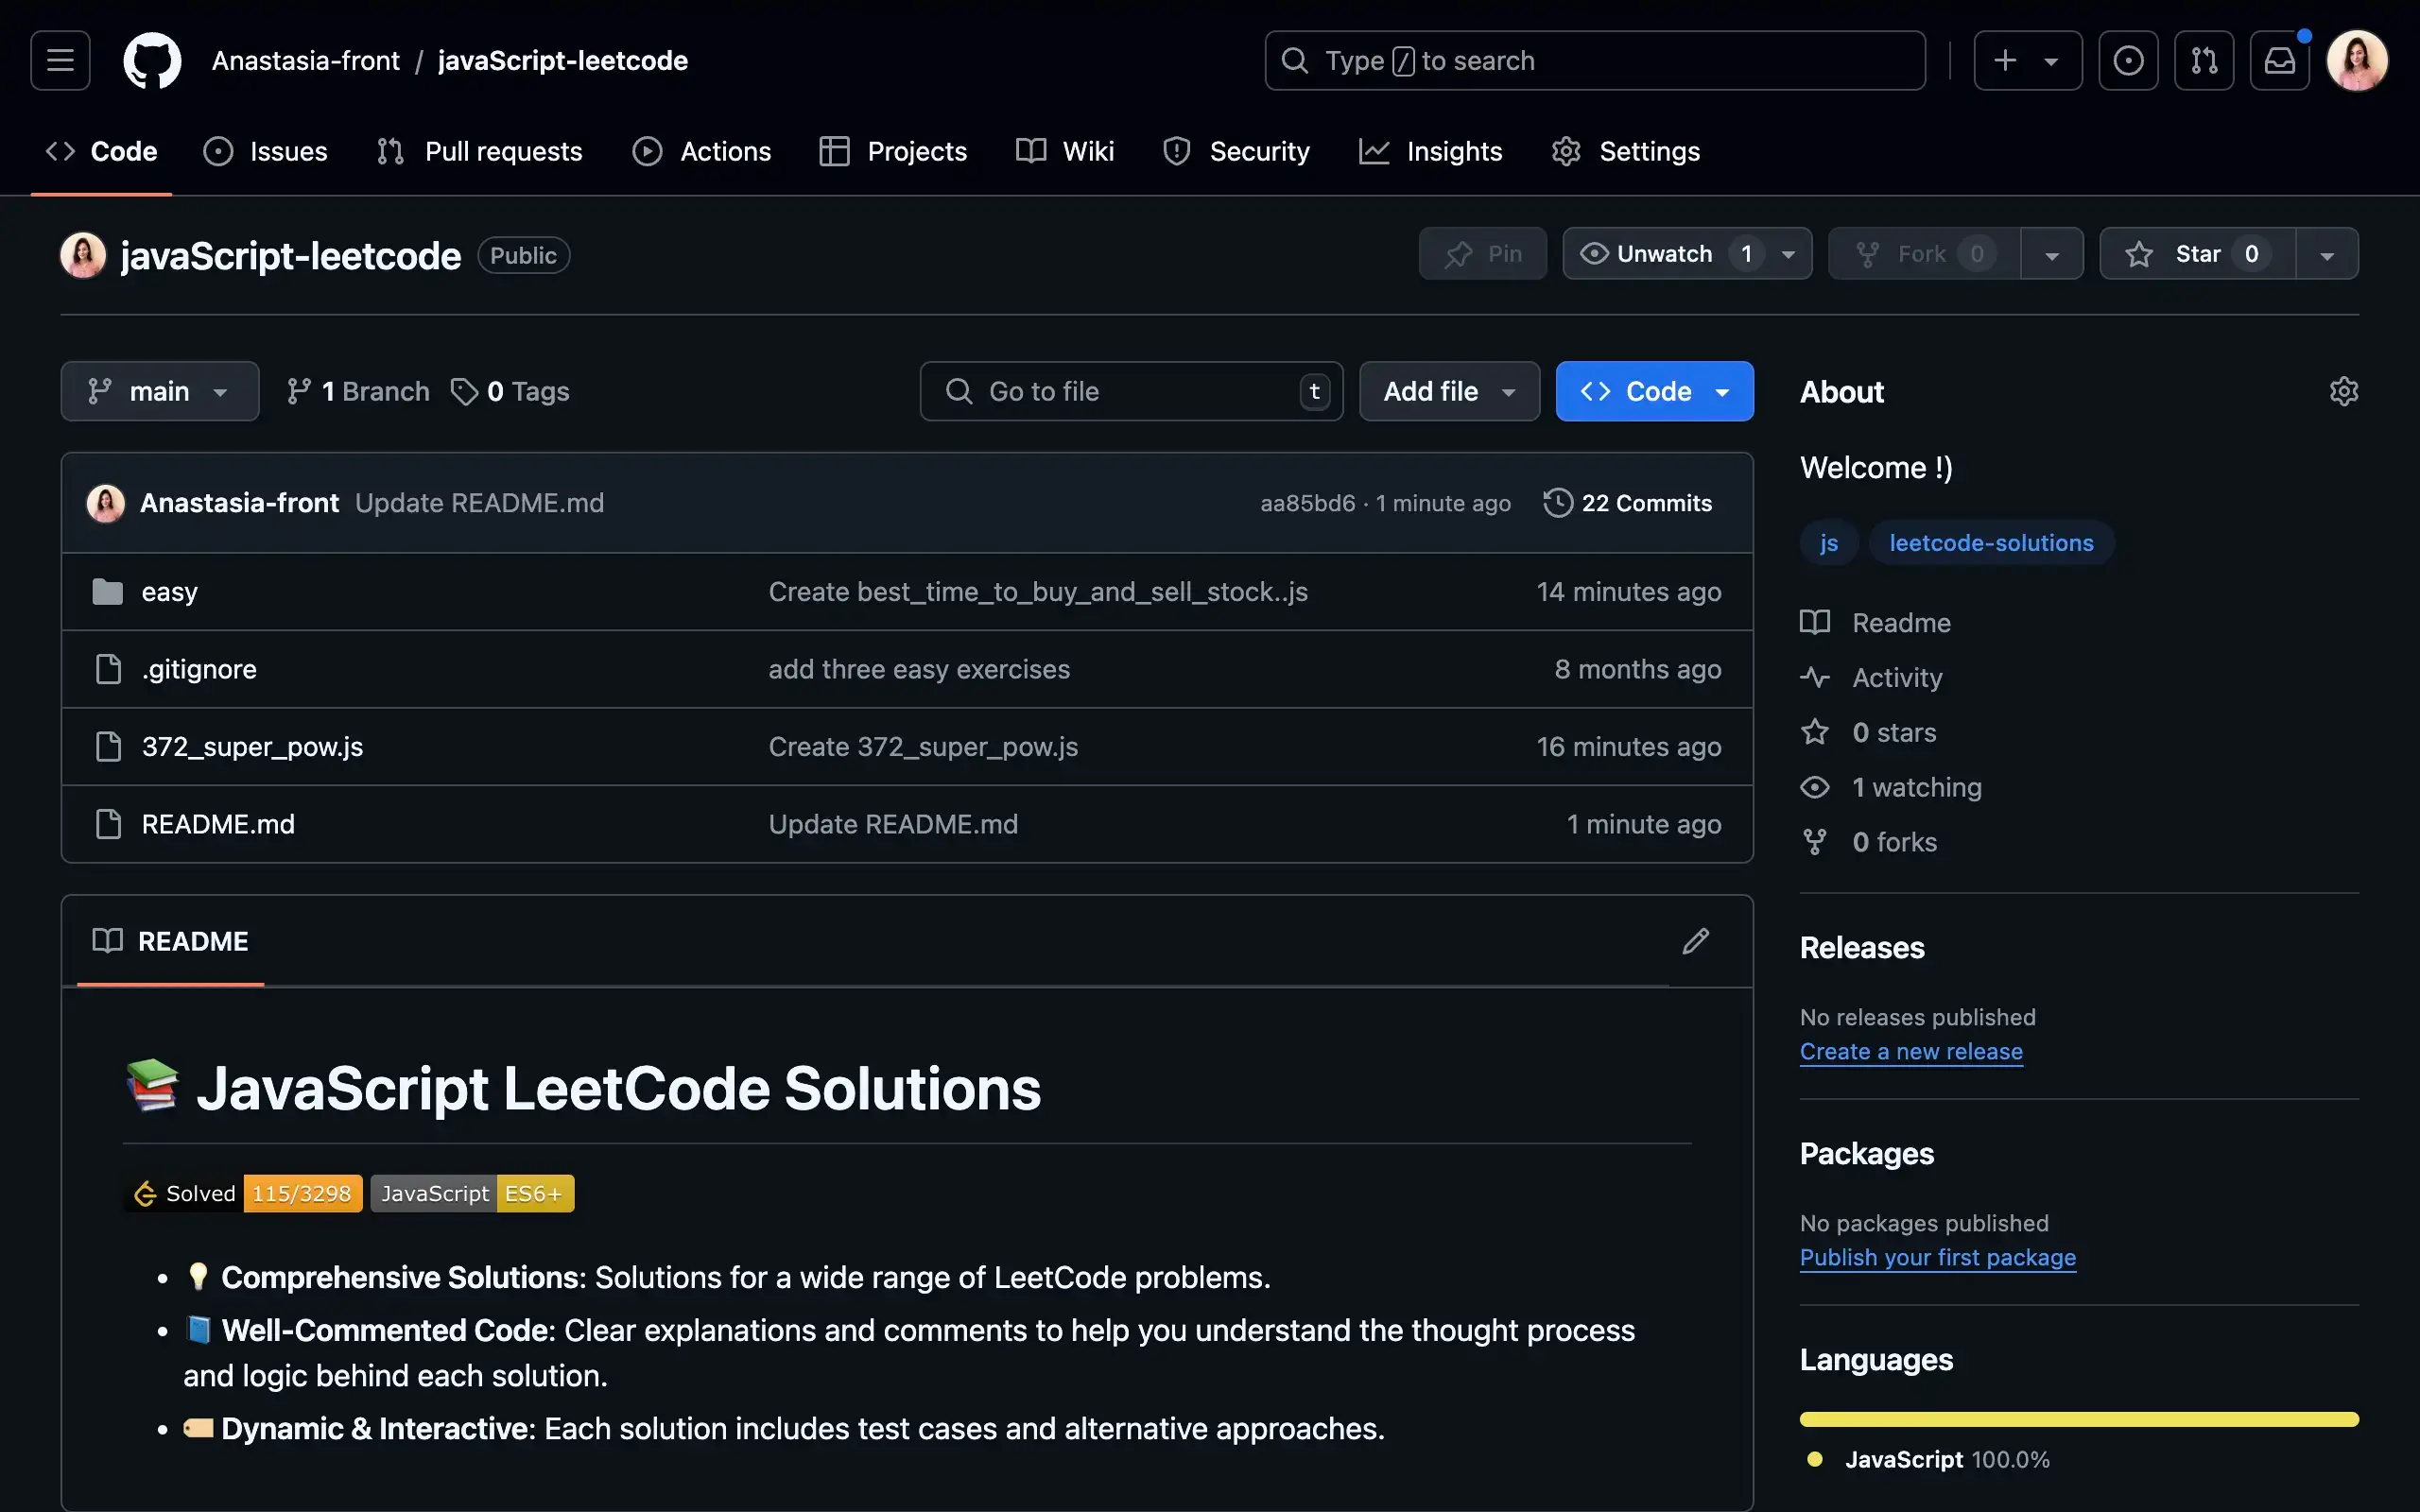 Anastasia-front / javaScript-leetcode
Type / to search
Code Issues Pull requests Actions Projects Wiki Security Insights Settings
javaScript-leetcode Public
Pin Unwatch 1 Fork 0 Star 0
main 1 Branch 0 Tags Go to file t Add file Code
Anastasia-front Update README.md aa85bd6 · 1 minute ago 22 Commits
easy Create best_time_to_buy_and_sell_stock..js 14 minutes ago
.gitignore add three easy exercises 8 months ago
372_super_pow.js Create 372_super_pow.js 16 minutes ago
README.md Update README.md 1 minute ago
README
📚 JavaScript LeetCode Solutions
Solved 115/3298 JavaScript ES6+
• 💡 Comprehensive Solutions: Solutions for a wide range of LeetCode problems.
• 📘 Well-Commented Code: Clear explanations and comments to help you understand the thought process
and logic behind each solution.
• 🏷️ Dynamic & Interactive: Each solution includes test cases and alternative approaches.
About
Welcome !)
js leetcode-solutions
Readme
Activity
0 stars
1 watching
0 forks
Releases
No releases published
Create a new release
Packages
No packages published
Publish your first package
Languages
JavaScript 100.0%